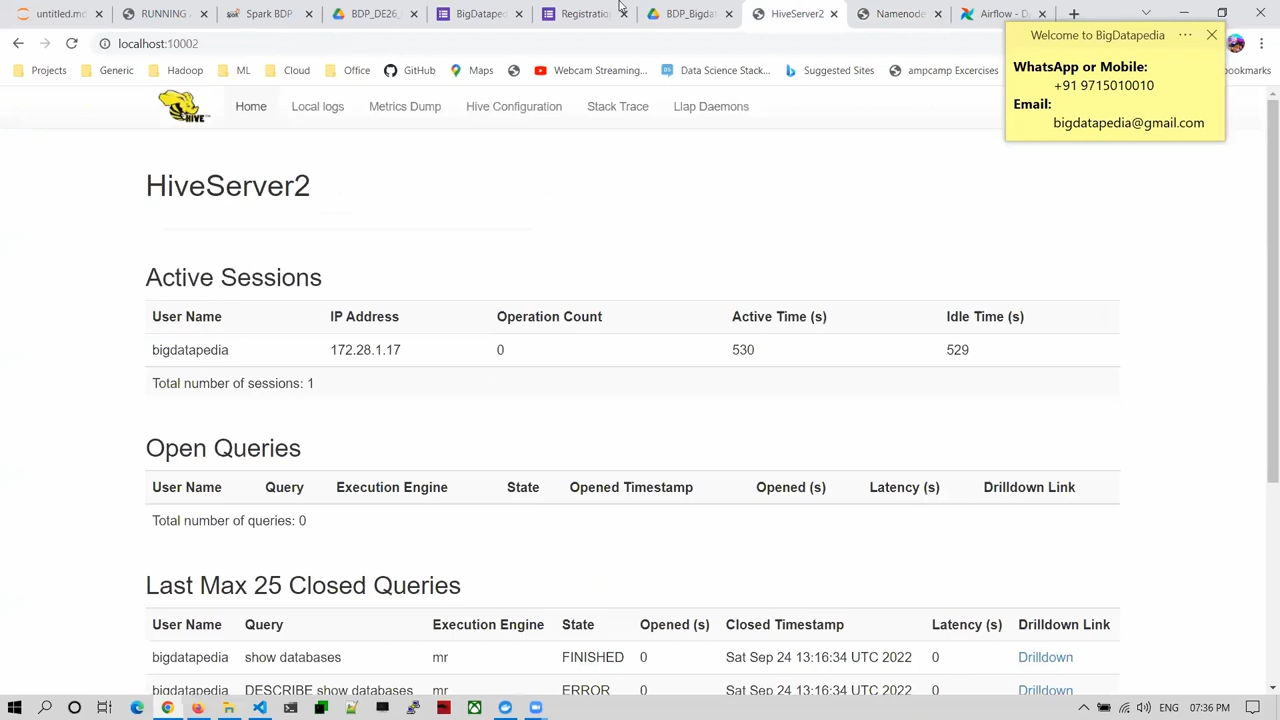 untitled.mo
RUNNING
Spark BDP
BDP_DE26_
BigDataped
Registratio
BDP_Bigdat
HiveServer2
Namenode
Airflow - D
localhost:10002
Projects
Generic
Hadoop
ML
Cloud
Office
GitHub
Maps
Webcam Streaming...
Data Science Stack...
Suggested Sites
ampcamp Excercises
ookmarks
Welcome to BigDatapedia
WhatsApp or Mobile:
+91 9715010010
Email:
bigdatapedia@gmail.com
HIVE
Home
Local logs
Metrics Dump
Hive Configuration
Stack Trace
Llap Daemons
HiveServer2
Active Sessions
User Name IP Address Operation Count Active Time (s) Idle Time (s)
bigdatapedia 172.28.1.17 0 530 529
Total number of sessions: 1
Open Queries
User Name Query Execution Engine State Opened Timestamp Opened (s) Latency (s) Drilldown Link
Total number of queries: 0
Last Max 25 Closed Queries
User Name Query Execution Engine State Opened (s) Closed Timestamp Latency (s) Drilldown Link
bigdatapedia show databases mr FINISHED 0 Sat Sep 24 13:16:34 UTC 2022 0 Drilldown
bigdatapedia DESCRIBE show databases mr ERROR 0 Sat Sep 24 13:16:34 UTC 2022 0 Drilldown
ENG 07:36 PM